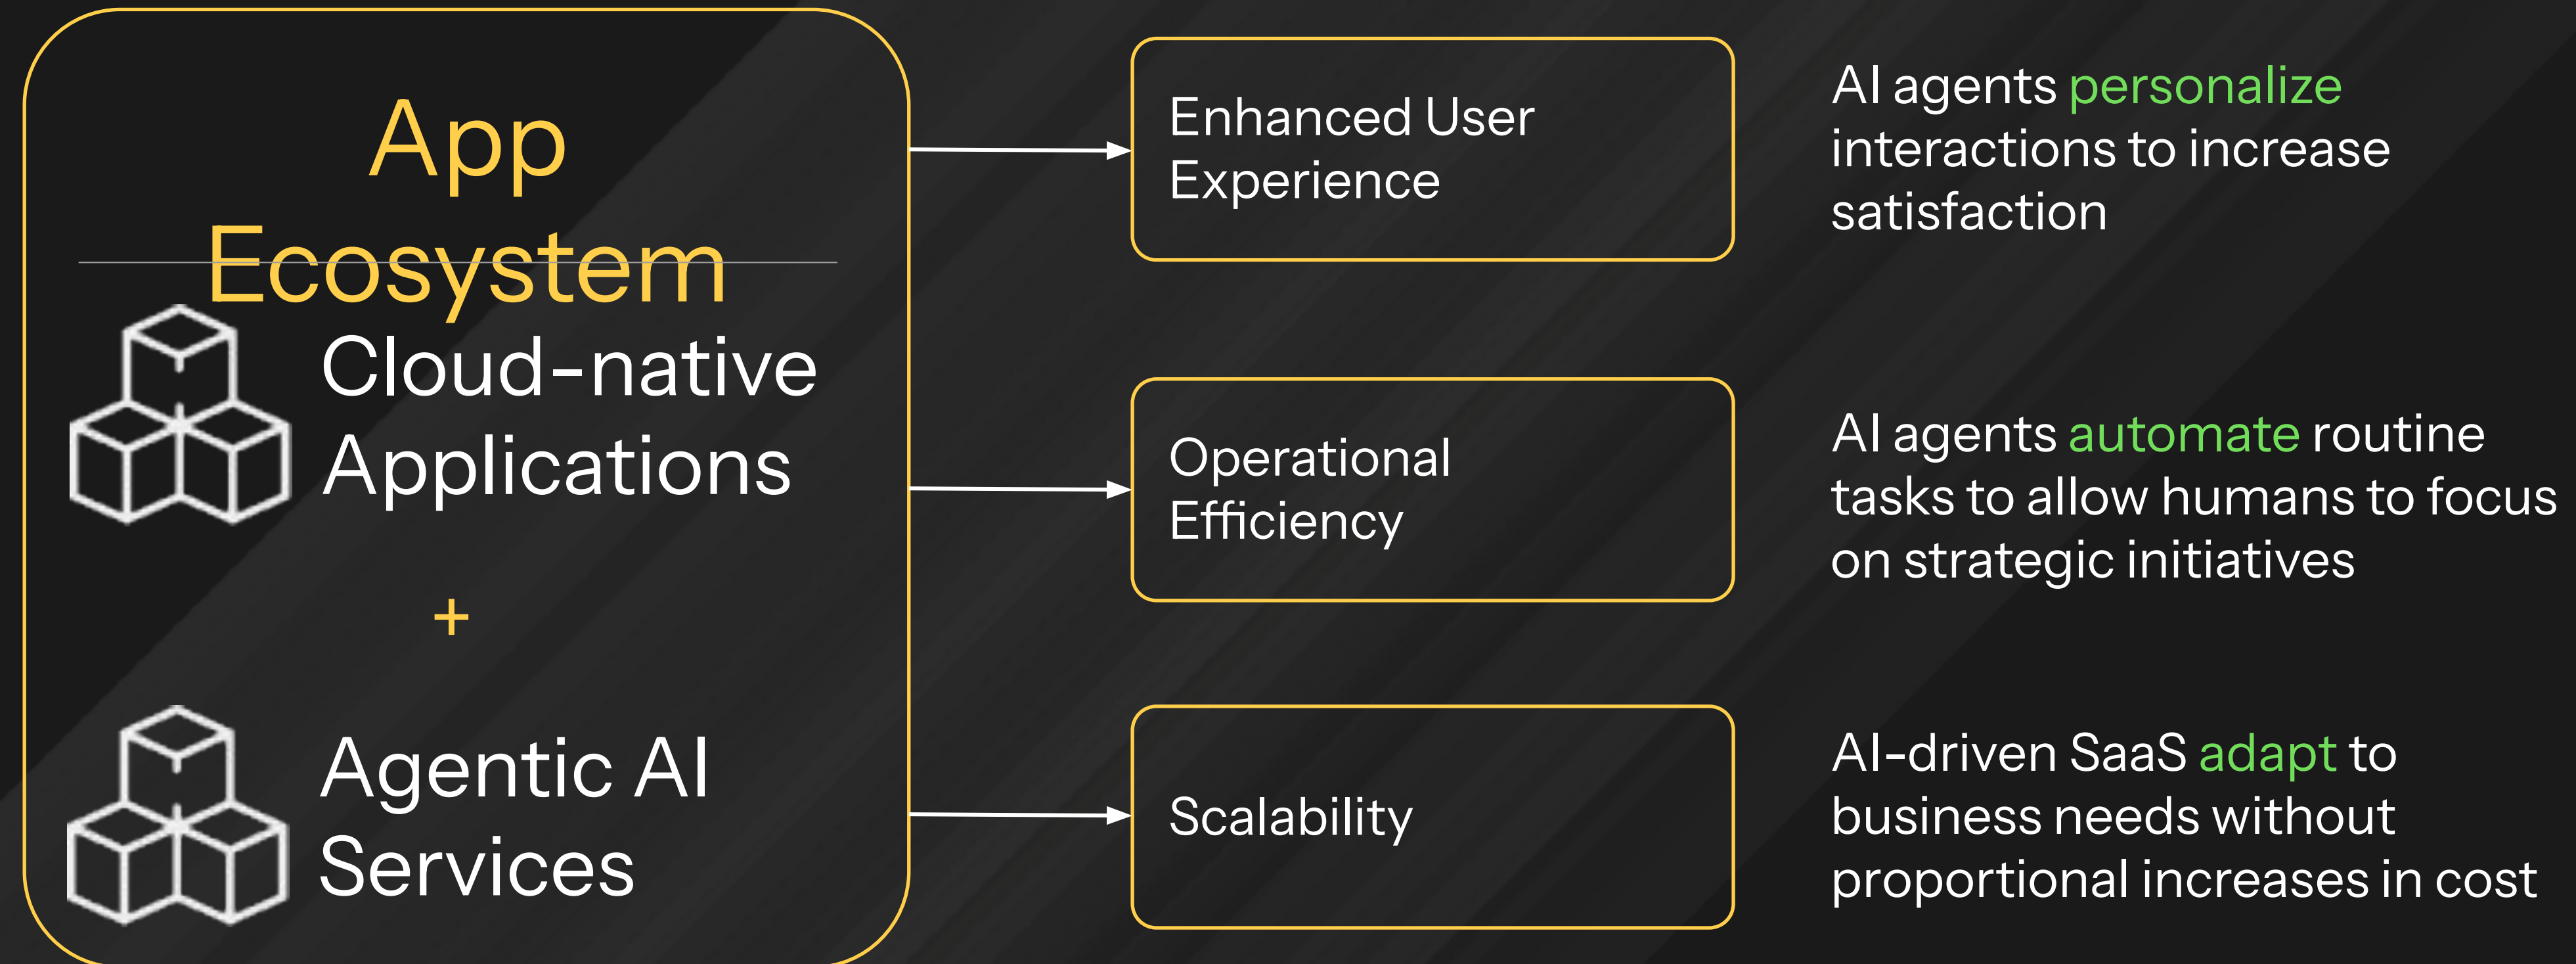 App
Ecosystem
Cloud-native
Applications
+
Agentic AI
Services
Enhanced User
Experience
AI agents personalize
interactions to increase
satisfaction
Operational
Efficiency
AI agents automate routine
tasks to allow humans to focus
on strategic initiatives
Scalability
AI-driven SaaS adapt to
business needs without
proportional increases in cost